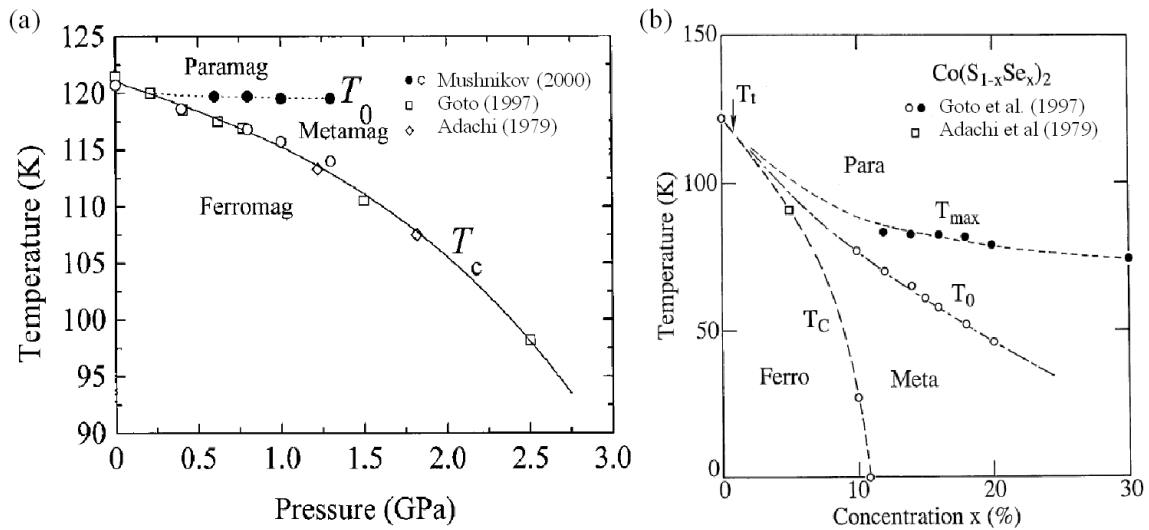 (a)
125
120
115
110
105
100
95
90
Temperature (K)
Paramag
T0
Metamag
Ferromag
Tc
● c Mushnikov (2000)
□ Goto (1997)
◇ Adachi (1979)
0 0.5 1.0 1.5 2.0 2.5 3.0
Pressure (GPa)
(b)
150
100
50
0
Temperature (K)
Co(S1-xSex)2
○ ● Goto et al. (1997)
□ Adachi et al (1979)
Tt
Para
Tmax
T0
TC
Ferro
Meta
0 10 20 30
Concentration x (%)